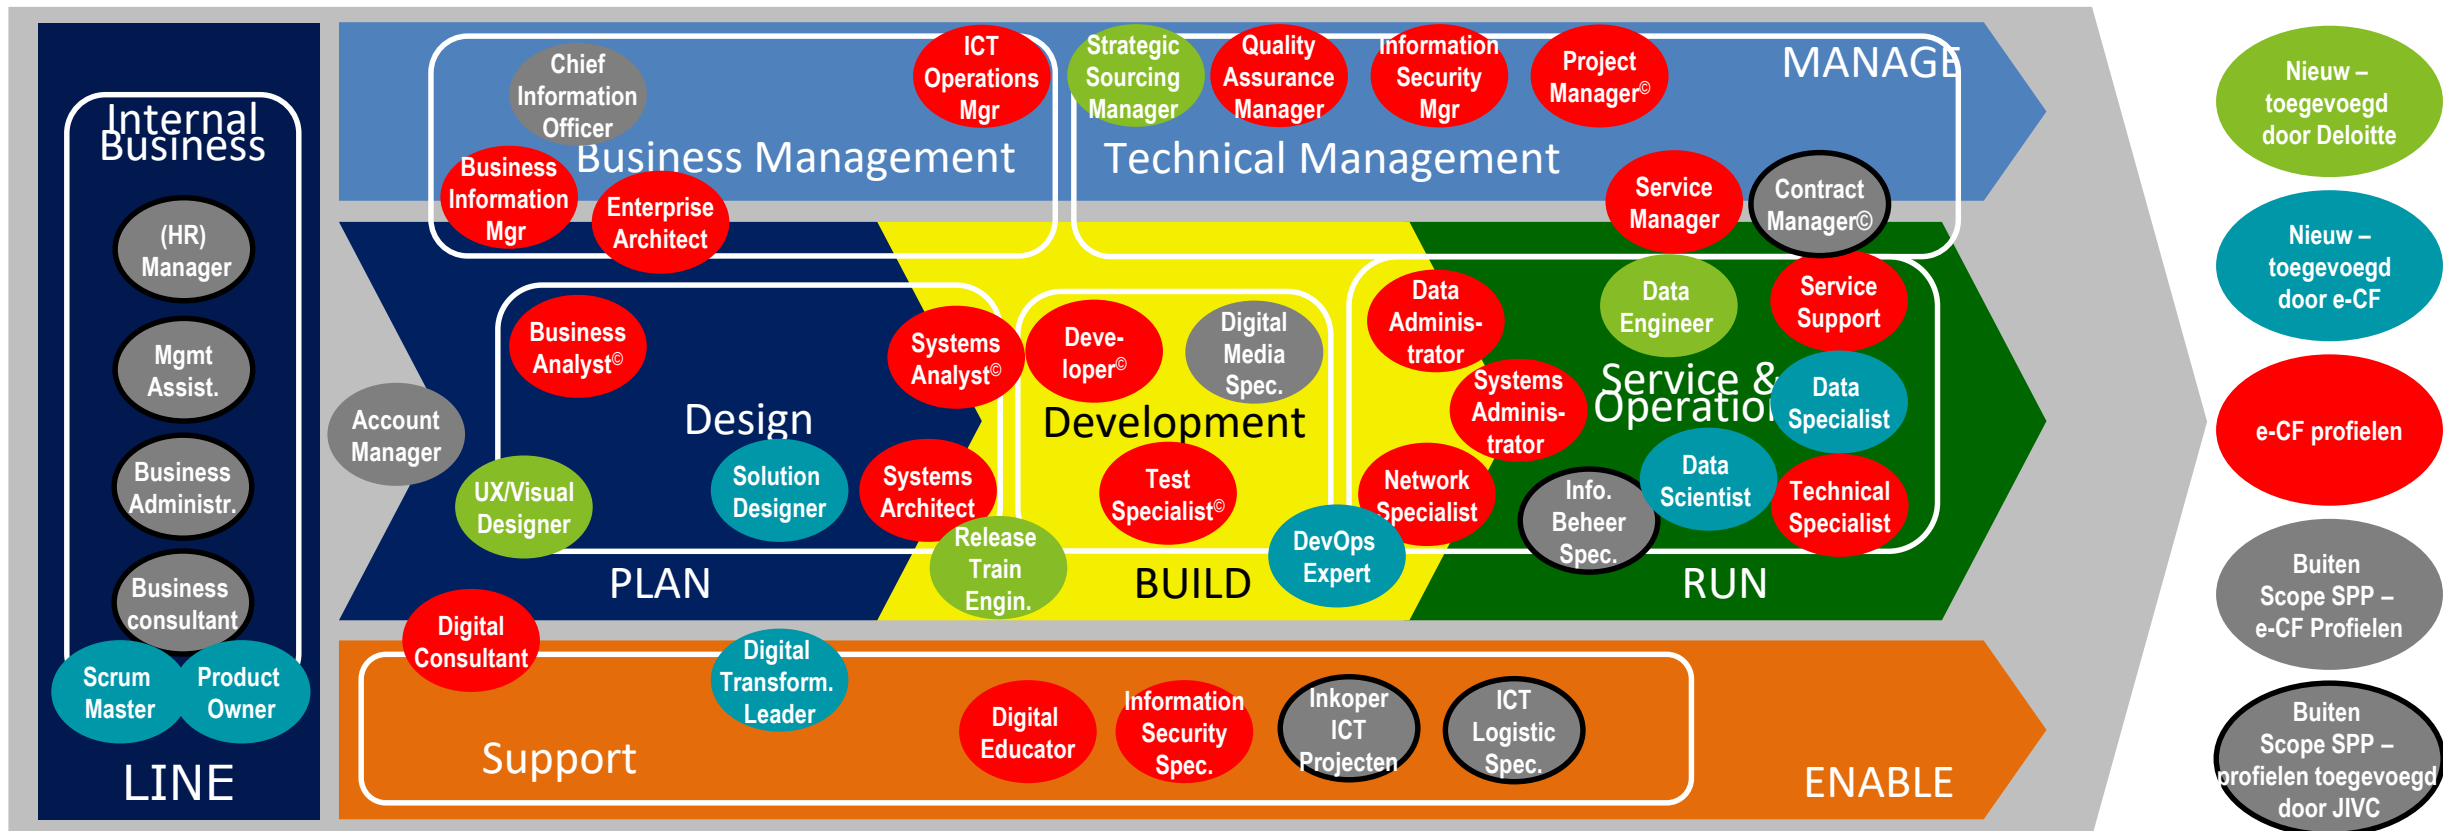 Internal
Business
(HR)
Manager
Mgmt
Assist.
Business
Administr.
Business
consultant
Scrum
Master
Product
Owner
LINE
Chief
Information
Officer
ICT
Operations
Mgr
Business Management
Business
Information
Mgr
Enterprise
Architect
Strategic
Sourcing
Manager
Quality
Assurance
Manager
Information
Security
Mgr
Project
Manager©
MANAGE
Technical Management
Service
Manager
Contract
Manager©
Account
Manager
Business
Analyst©
Systems
Analyst©
Design
UX/Visual
Designer
Solution
Designer
Systems
Architect
Release
Train
Engin.
PLAN
Deve-
loper©
Digital
Media
Spec.
Development
Test
Specialist©
DevOps
Expert
BUILD
Data
Adminis-
trator
Systems
Adminis-
trator
Network
Specialist
Data
Engineer
Service
Support
Service &
Operation
Data
Specialist
Data
Scientist
Info.
Beheer
Spec.
Technical
Specialist
RUN
Digital
Consultant
Digital
Transform.
Leader
Support
Digital
Educator
Information
Security
Spec.
Inkoper
ICT
Projecten
ICT
Logistic
Spec.
ENABLE
Nieuw –
toegevoegd
door Deloitte
Nieuw –
toegevoegd
door e-CF
e-CF profielen
Buiten
Scope SPP –
e-CF Profielen
Buiten
Scope SPP –
profielen toegevoegd
door JIVC